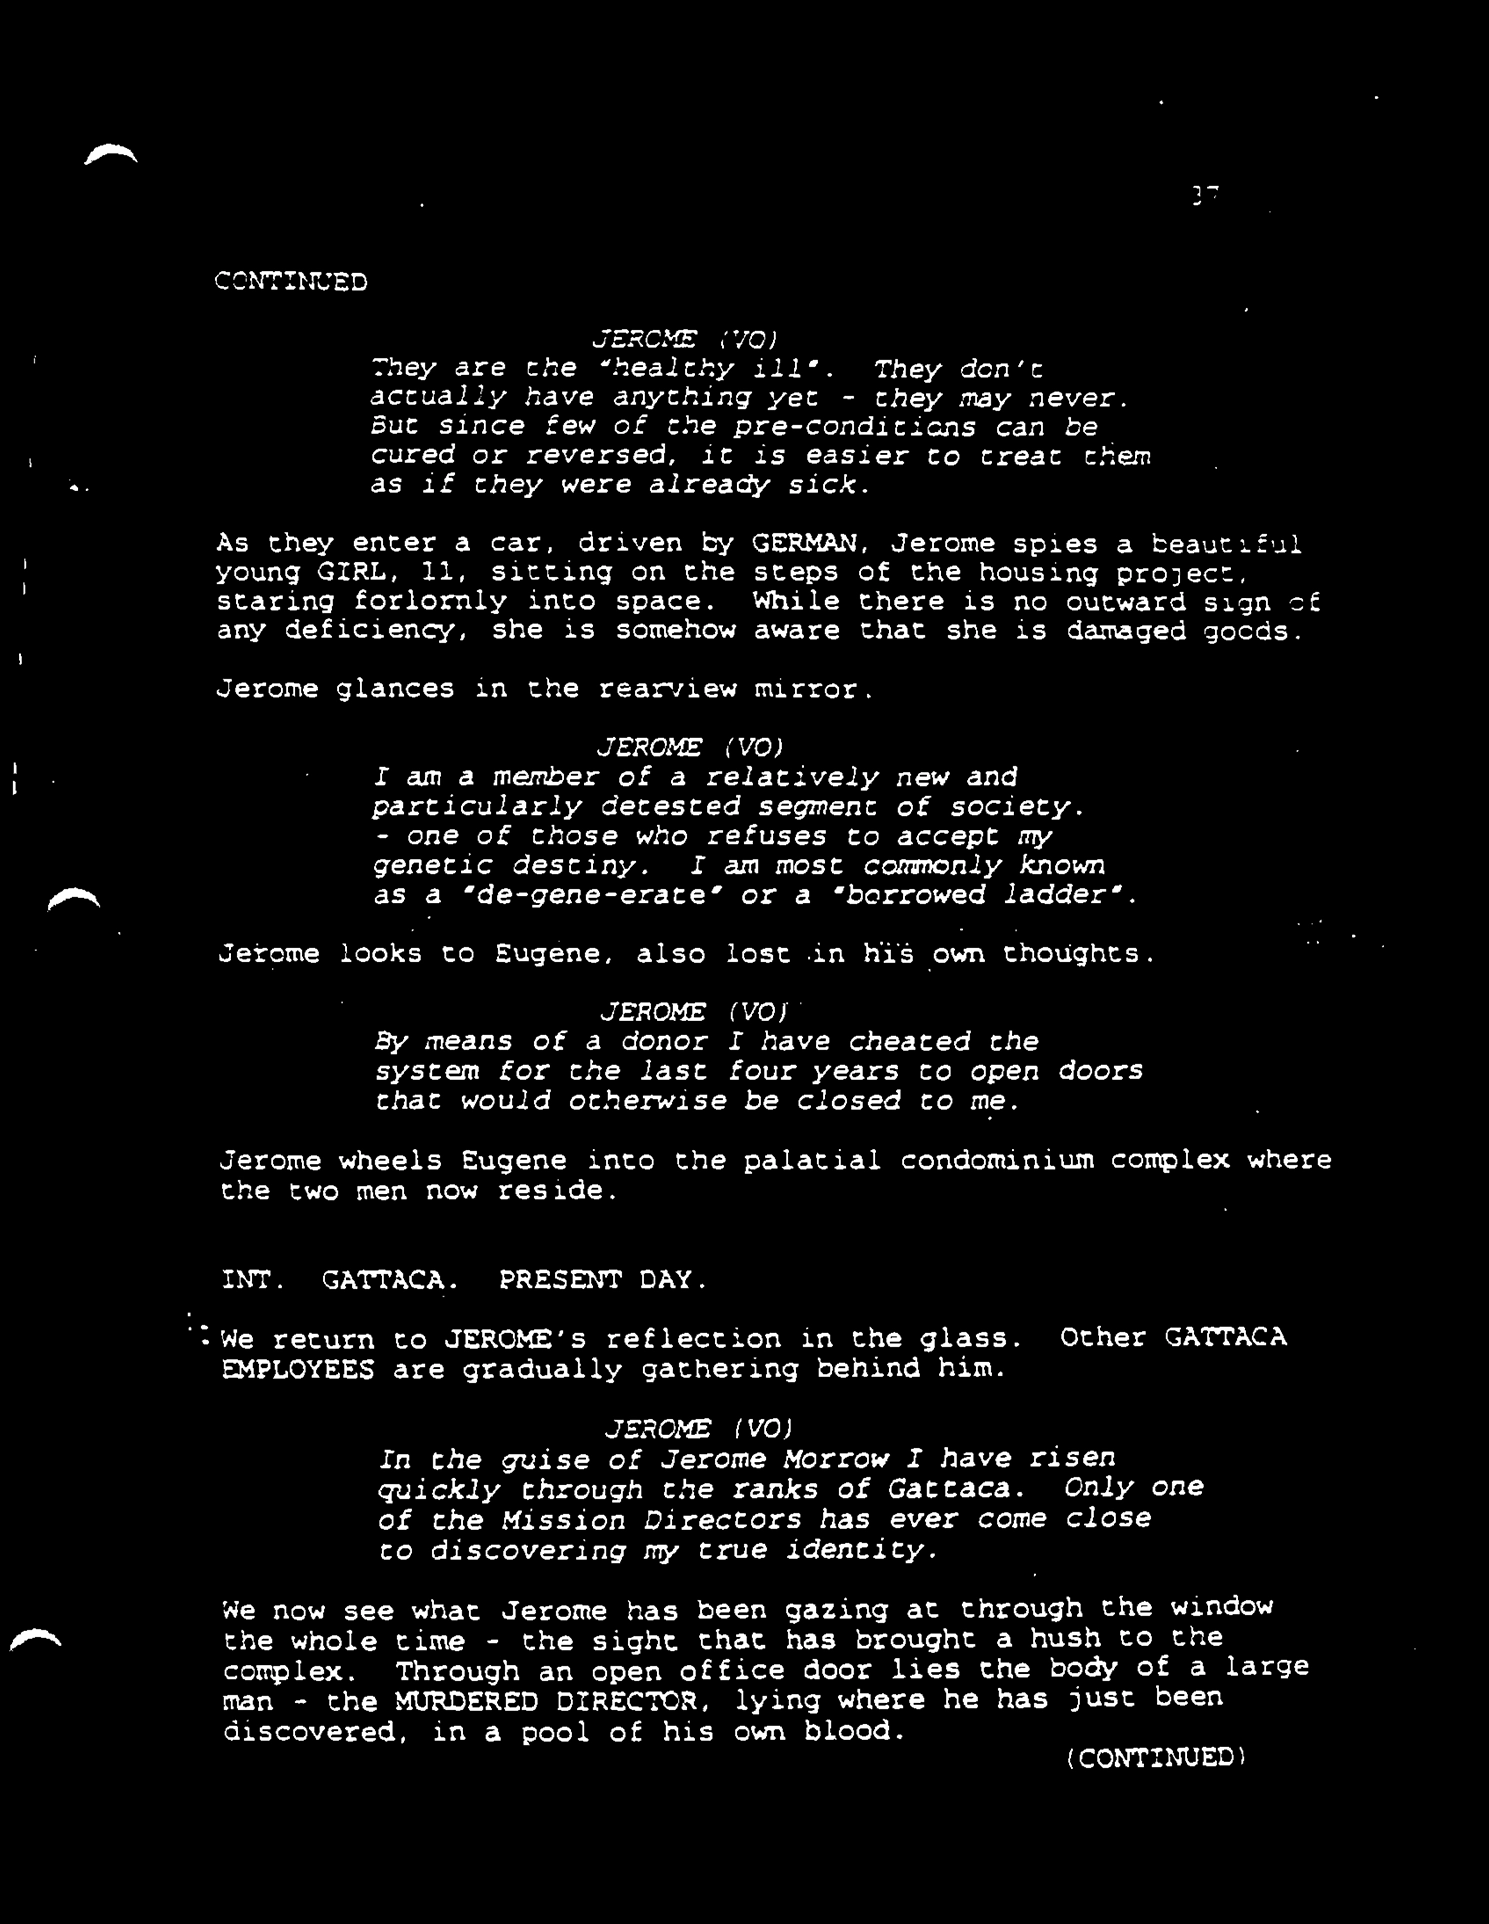 37
CONTINUED
JEROME (VO)
They are the "healthy ill". They don't
actually have anything yet - they may never.
But since few of the pre-conditions can be
cured or reversed, it is easier to treat them
as if they were already sick.
As they enter a car, driven by GERMAN, Jerome spies a beautiful
young GIRL, 11, sitting on the steps of the housing project,
staring forlornly into space. While there is no outward sign of
any deficiency, she is somehow aware that she is damaged goods.
Jerome glances in the rearview mirror.
JEROME (VO)
I am a member of a relatively new and
particularly detested segment of society.
- one of those who refuses to accept my
genetic destiny. I am most commonly known
as a "de-gene-erate" or a "borrowed ladder".
Jerome looks to Eugene, also lost in his own thoughts.
JEROME (VO)
By means of a donor I have cheated the
system for the last four years to open doors
that would otherwise be closed to me.
Jerome wheels Eugene into the palatial condominium complex where
the two men now reside.
INT. GATTACA. PRESENT DAY.
We return to JEROME's reflection in the glass. Other GATTACA
EMPLOYEES are gradually gathering behind him.
JEROME (VO)
In the guise of Jerome Morrow I have risen
quickly through the ranks of Gattaca. Only one
of the Mission Directors has ever come close
to discovering my true identity.
We now see what Jerome has been gazing at through the window
the whole time - the sight that has brought a hush to the
complex. Through an open office door lies the body of a large
man - the MURDERED DIRECTOR, lying where he has just been
discovered, in a pool of his own blood.
(CONTINUED)